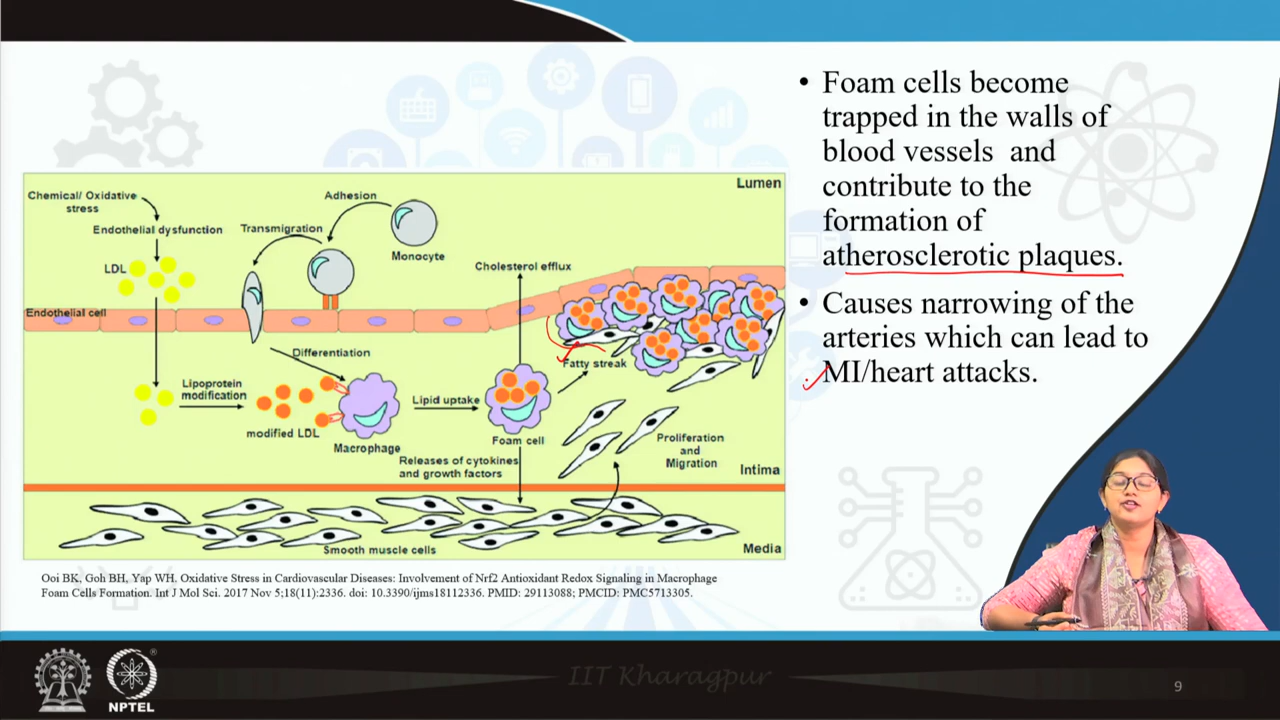 • Foam cells become
trapped in the walls of
blood vessels and
contribute to the
formation of
atherosclerotic plaques.
• Causes narrowing of the
arteries which can lead to
MI/heart attacks.
Lumen
Chemical/ Oxidative
stress
Endothelial dysfunction
LDL
Adhesion
Transmigration
Monocyte
Cholesterol efflux
Endothelial cell
Differentiation
Fatty streak
Lipoprotein
modification
modified LDL
Macrophage
Lipid uptake
Foam cell
Releases of cytokines
and growth factors
Proliferation
and
Migration
Intima
Smooth muscle cells
Media
Ooi BK, Goh BH, Yap WH. Oxidative Stress in Cardiovascular Diseases: Involvement of Nrf2 Antioxidant Redox Signaling in Macrophage
Foam Cells Formation. Int J Mol Sci. 2017 Nov 5;18(11):2336. doi: 10.3390/ijms18112336. PMID: 29113088; PMCID: PMC5713305.
NPTEL
IIT Kharagpur
9